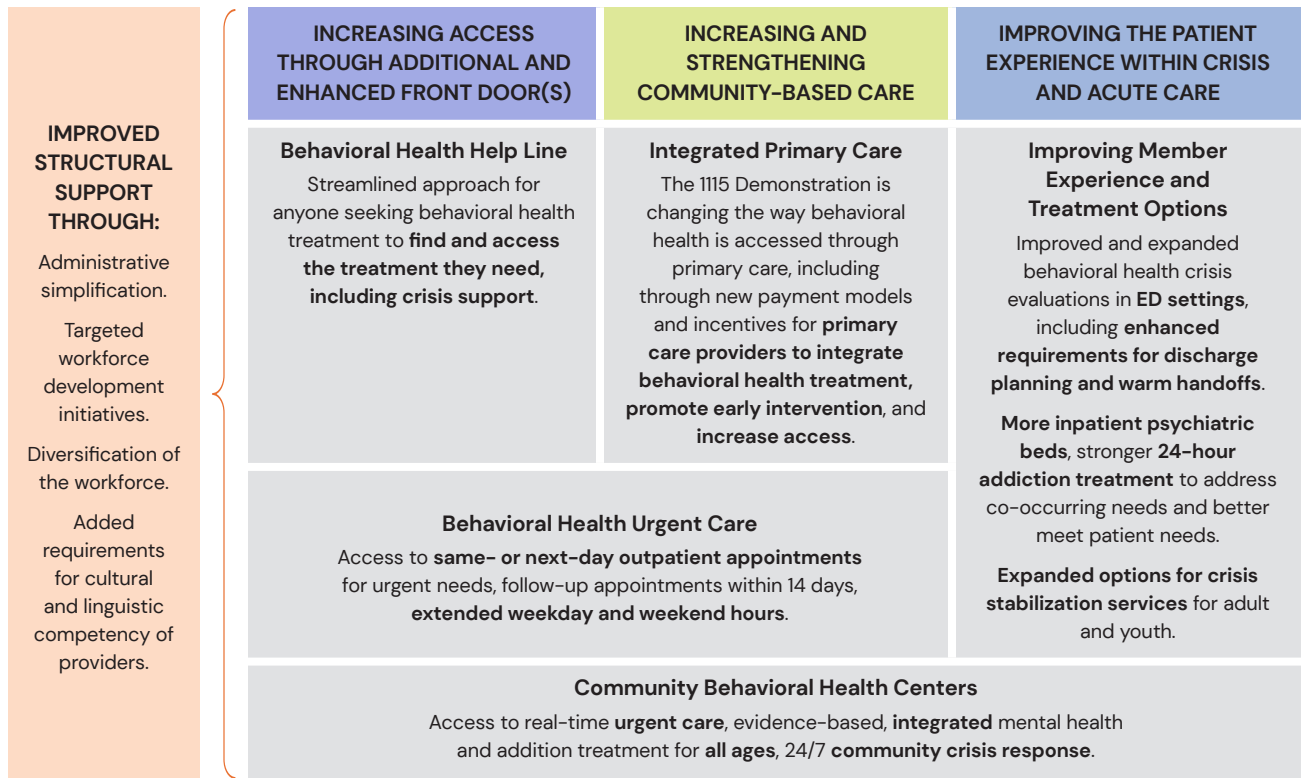 IMPROVED
STRUCTURAL
SUPPORT
THROUGH:
Administrative
simplification.
Targeted
workforce
development
initiatives.
Diversification of
the workforce.
Added
requirements
for cultural
and linguistic
competency of
providers.
INCREASING ACCESS
THROUGH ADDITIONAL AND
ENHANCED FRONT DOOR(S)
Behavioral Health Help Line
Streamlined approach for
anyone seeking behavioral health
treatment to find and access
the treatment they need,
including crisis support.
INCREASING AND
STRENGTHENING
COMMUNITY-BASED CARE
Integrated Primary Care
The 1115 Demonstration is
changing the way behavioral
health is accessed through
primary care, including
through new payment models
and incentives for primary
care providers to integrate
behavioral health treatment,
promote early intervention, and
increase access.
IMPROVING THE PATIENT
EXPERIENCE WITHIN CRISIS
AND ACUTE CARE
Improving Member
Experience and
Treatment Options
Improved and expanded
behavioral health crisis
evaluations in ED settings,
including enhanced
requirements for discharge
planning and warm handoffs.
More inpatient psychiatric
beds, stronger 24-hour
addiction treatment to address
co-occurring needs and better
meet patient needs.
Expanded options for crisis
stabilization services for adult
and youth.
Behavioral Health Urgent Care
Access to same- or next-day outpatient appointments
for urgent needs, follow-up appointments within 14 days,
extended weekday and weekend hours.
Community Behavioral Health Centers
Access to real-time urgent care, evidence-based, integrated mental health
and addition treatment for all ages, 24/7 community crisis response.